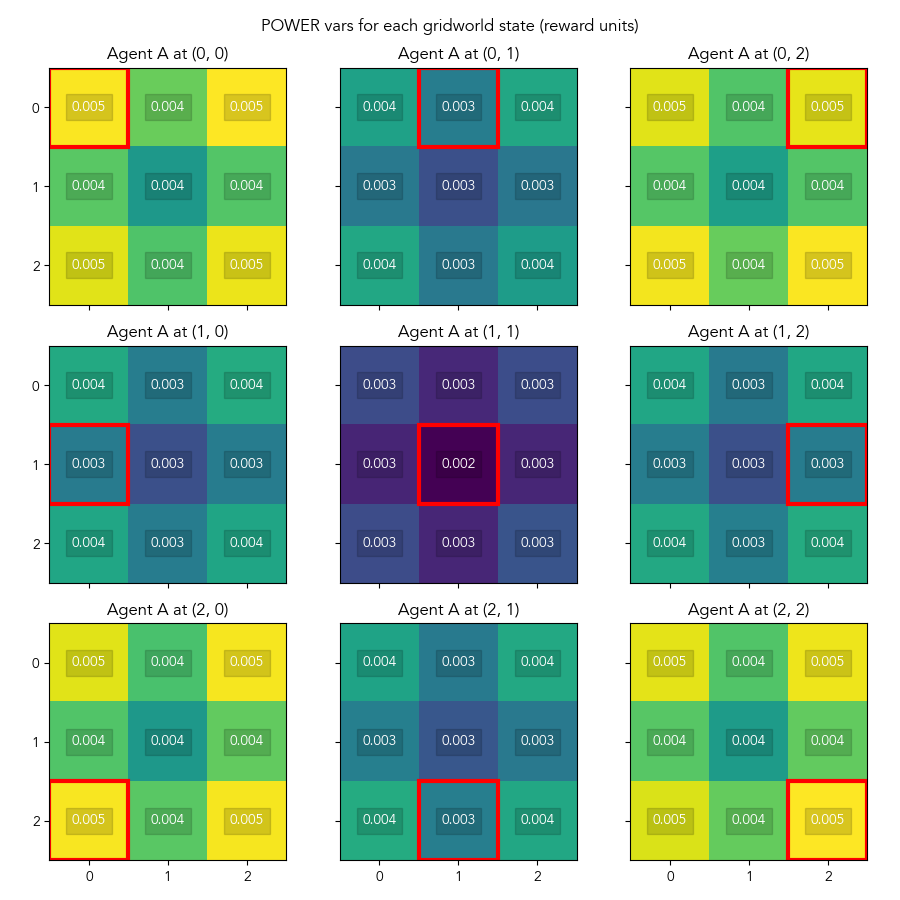 POWER vars for each gridworld state (reward units)
Agent A at (0, 0) Agent A at (0, 1) Agent A at (0, 2)
0 0.005 0.004 0.005 0.004 0.003 0.004 0.005 0.004 0.005
1 0.004 0.004 0.004 0.003 0.003 0.003 0.004 0.004 0.004
2 0.005 0.004 0.005 0.004 0.003 0.004 0.005 0.004 0.005
Agent A at (1, 0) Agent A at (1, 1) Agent A at (1, 2)
0 0.004 0.003 0.004 0.003 0.003 0.003 0.004 0.003 0.004
1 0.003 0.003 0.003 0.003 0.002 0.003 0.003 0.003 0.003
2 0.004 0.003 0.004 0.003 0.003 0.003 0.004 0.003 0.004
Agent A at (2, 0) Agent A at (2, 1) Agent A at (2, 2)
0 0.005 0.004 0.005 0.004 0.003 0.004 0.005 0.004 0.005
1 0.004 0.004 0.004 0.003 0.003 0.003 0.004 0.004 0.004
2 0.005 0.004 0.005 0.004 0.003 0.004 0.005 0.004 0.005
0 1 2 0 1 2 0 1 2